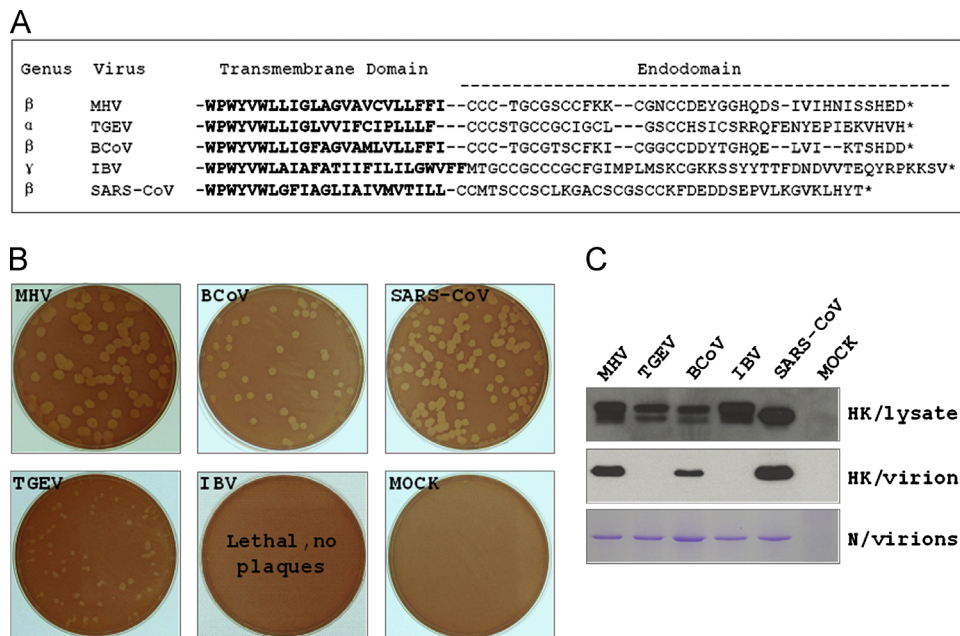 A
Genus Virus Transmembrane Domain Endodomain
β MHV -WPWYVWLLIGLAGVAVCVLLFFI--CCC-TGCGSCCFKK--CGNCCDEYGGHQDS-IVIHNISSHED*
α TGEV -WPWYVWLLIGLVVIFCIPLLLF---CCCSTGCCGCIGCL---GSCCHSICSRRQFENYEPIEKVHVH*
β BCoV -WPWYVWLLIGFAGVAMLVLLFFI--CCC-TGCGTSCFKI--CGGCCDDYTGHQE--LVI--KTSHDD*
γ IBV -WPWYVWLAIAFATIIFILILGWVFFMTGCCGCCCGCFGIMPLMSKCGKKSSYYTTFDNDVVTEQYRPKKSV*
β SARS-CoV -WPWYVWLGFIAGLIAIVMVTILL-CCMTSCCSCLKGACSCGSCCKFDEDDSEPVLKGVKLHYT*
B
MHV BCoV SARS-CoV
TGEV IBV MOCK
Lethal, no
plaques
C
MHV TGEV BCoV IBV SARS-CoV MOCK
HK/lysate
HK/virion
N/virions